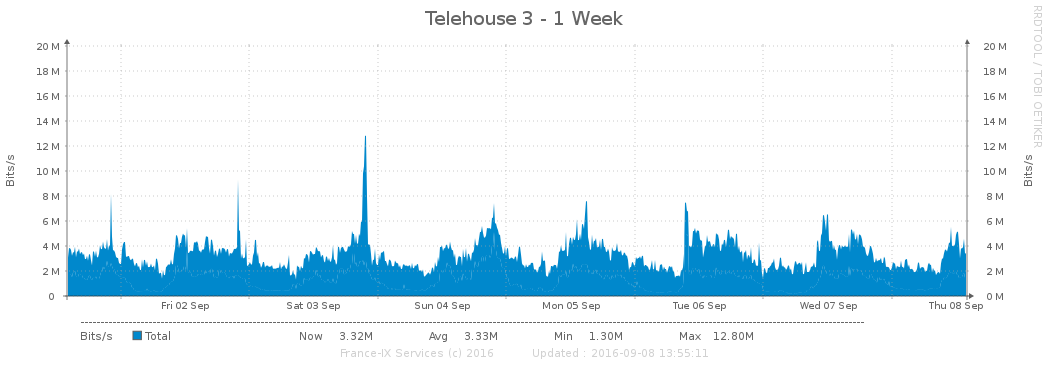 Telehouse 3 - 1 Week
RRDTOOL / TOBI OETIKER
Bits/s
20 M 20 M
18 M 18 M
16 M 16 M
14 M 14 M
12 M 12 M
10 M 10 M
8 M 8 M
6 M 6 M
4 M 4 M
2 M 2 M
0 0 M
Bits/s
Fri 02 Sep Sat 03 Sep Sun 04 Sep Mon 05 Sep Tue 06 Sep Wed 07 Sep Thu 08 Sep
Bits/s Total Now 3.32M Avg 3.33M Min 1.30M Max 12.80M
France-IX Services (c) 2016 Updated : 2016-09-08 13:55:11